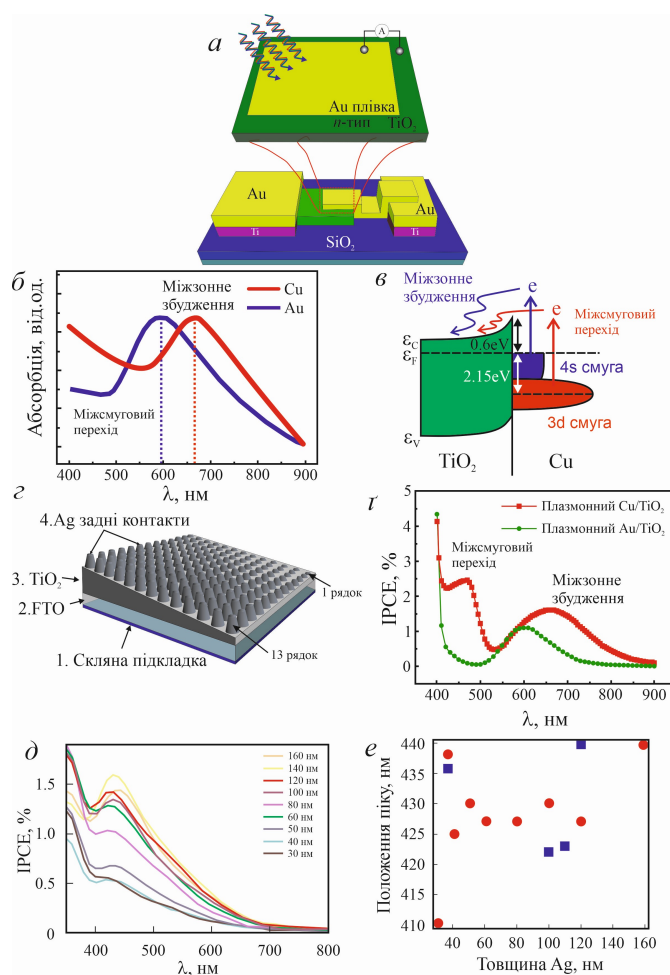 а
A
Au плівка
n-тип
TiO₂
Au
Au
Ti
Ti
SiO₂
б
Міжзонне
збудження
Cu
Au
Абсорбція, від.од.
Міжсмуговий
перехід
400 500 600 700 800 900
λ, нм
в
Міжзонне
збудження
e
e
Міжсмуговий
перехід
εC
εF
0.6eV
2.15eV
4s смуга
3d смуга
εV
TiO₂
Cu
г
4.Ag задні контакти
3. TiO₂
2.FTO
1 рядок
13 рядок
1. Скляна підкладка
ґ
Плазмонний Cu/TiO₂
Плазмонний Au/TiO₂
Міжсмуговий
перехід
Міжзонне
збудження
IPCE, %
5
4
3
2
1
0
400 500 600 700 800 900
λ, нм
д
160 нм
140 нм
120 нм
100 нм
80 нм
60 нм
50 нм
40 нм
30 нм
IPCE, %
1.5
1.0
0.5
0
400 500 600 700 800
λ, нм
е
Положення піку, нм
440
435
430
425
420
415
410
40 60 80 100 120 140 160
Товщина Ag, нм